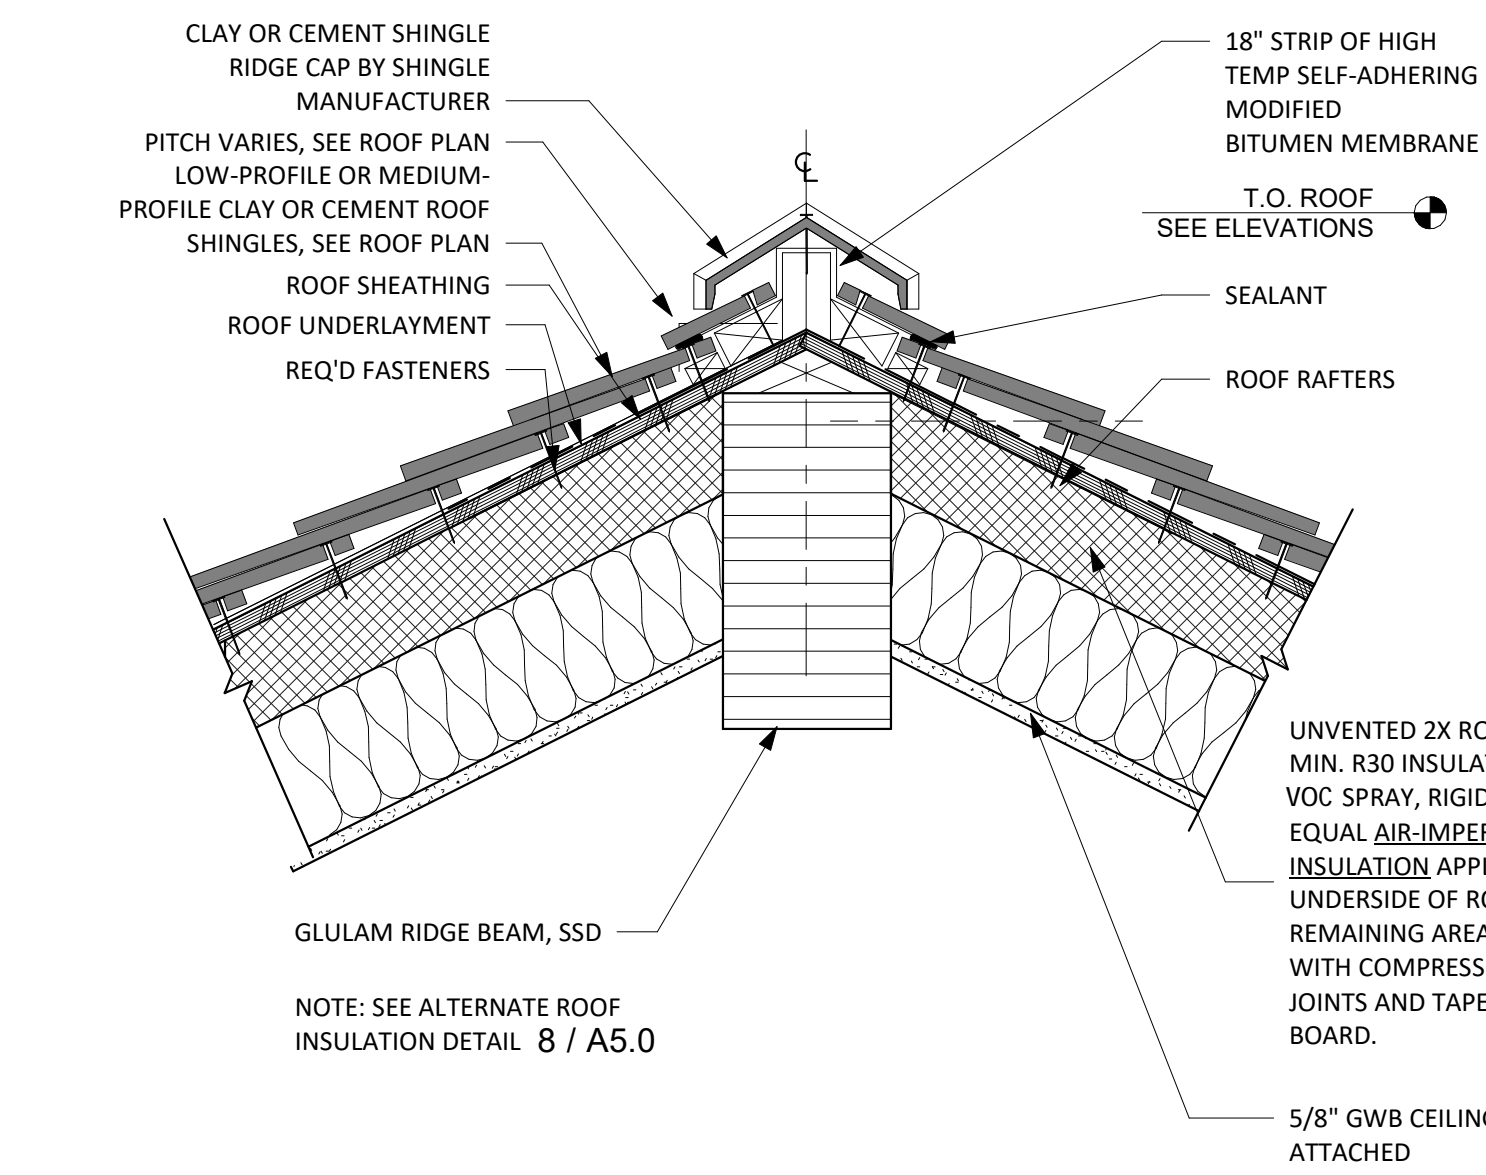 CLAY OR CEMENT SHINGLE
RIDGE CAP BY SHINGLE
MANUFACTURER
PITCH VARIES, SEE ROOF PLAN
LOW-PROFILE OR MEDIUM-
PROFILE CLAY OR CEMENT ROOF
SHINGLES, SEE ROOF PLAN
ROOF SHEATHING
ROOF UNDERLAYMENT
REQ'D FASTENERS
℄
18" STRIP OF HIGH
TEMP SELF-ADHERING
MODIFIED
BITUMEN MEMBRANE
T.O. ROOF
SEE ELEVATIONS
SEALANT
ROOF RAFTERS
UNVENTED 2X
MIN. R30
VOC SPRAY, RIGID
EQUAL
INSULATION
UNDERSIDE OF
REMAINING
WITH
JOINTS AND
BOARD.
5/8" GWB CEILING
ATTACHED
GLULAM RIDGE BEAM, SSD
NOTE: SEE ALTERNATE ROOF
INSULATION DETAIL 8 / A5.0